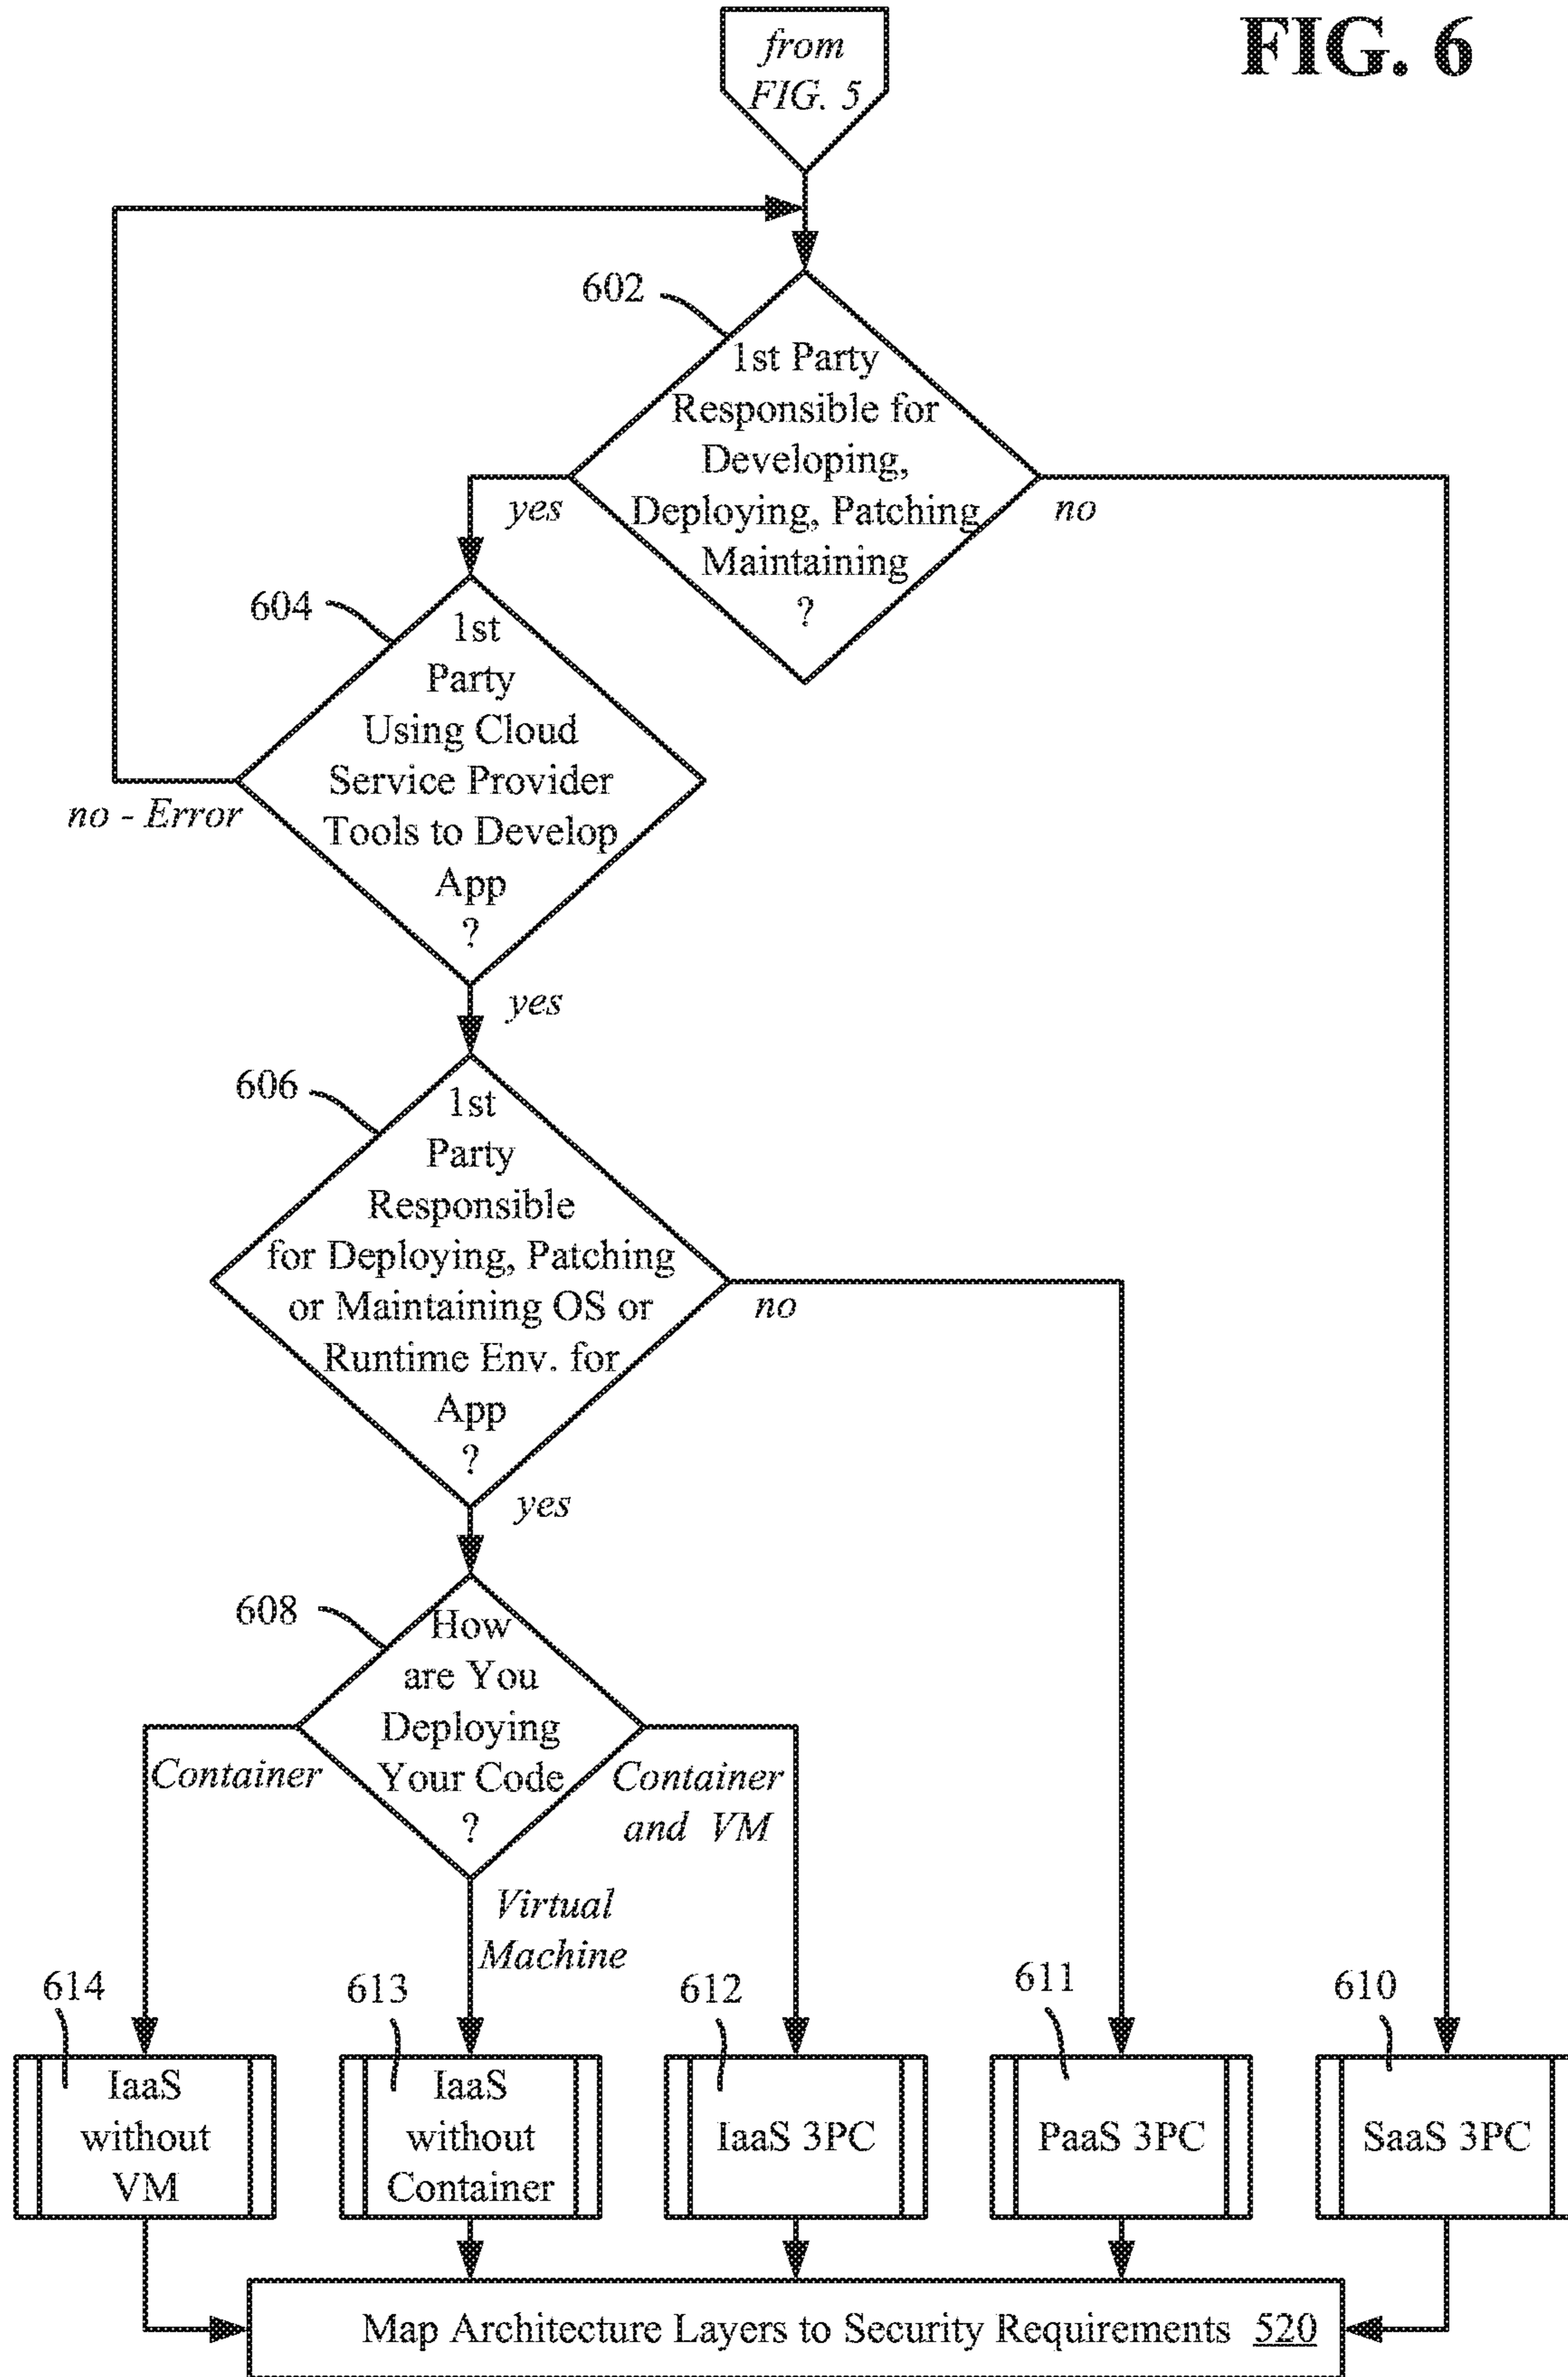 FIG. 6
from
FIG. 5
602
1st Party
Responsible for
Developing,
Deploying, Patching
Maintaining
?
yes
no
604
1st
Party
Using Cloud
Service Provider
Tools to Develop
App
?
no - Error
yes
606
1st
Party
Responsible
for Deploying, Patching
or Maintaining OS or
Runtime Env. for
App
?
no
yes
608
How
are You
Deploying
Your Code
?
Container
Container
and VM
Virtual
Machine
614
613
612
611
610
IaaS
without
VM
IaaS
without
Container
IaaS 3PC
PaaS 3PC
SaaS 3PC
Map Architecture Layers to Security Requirements 520